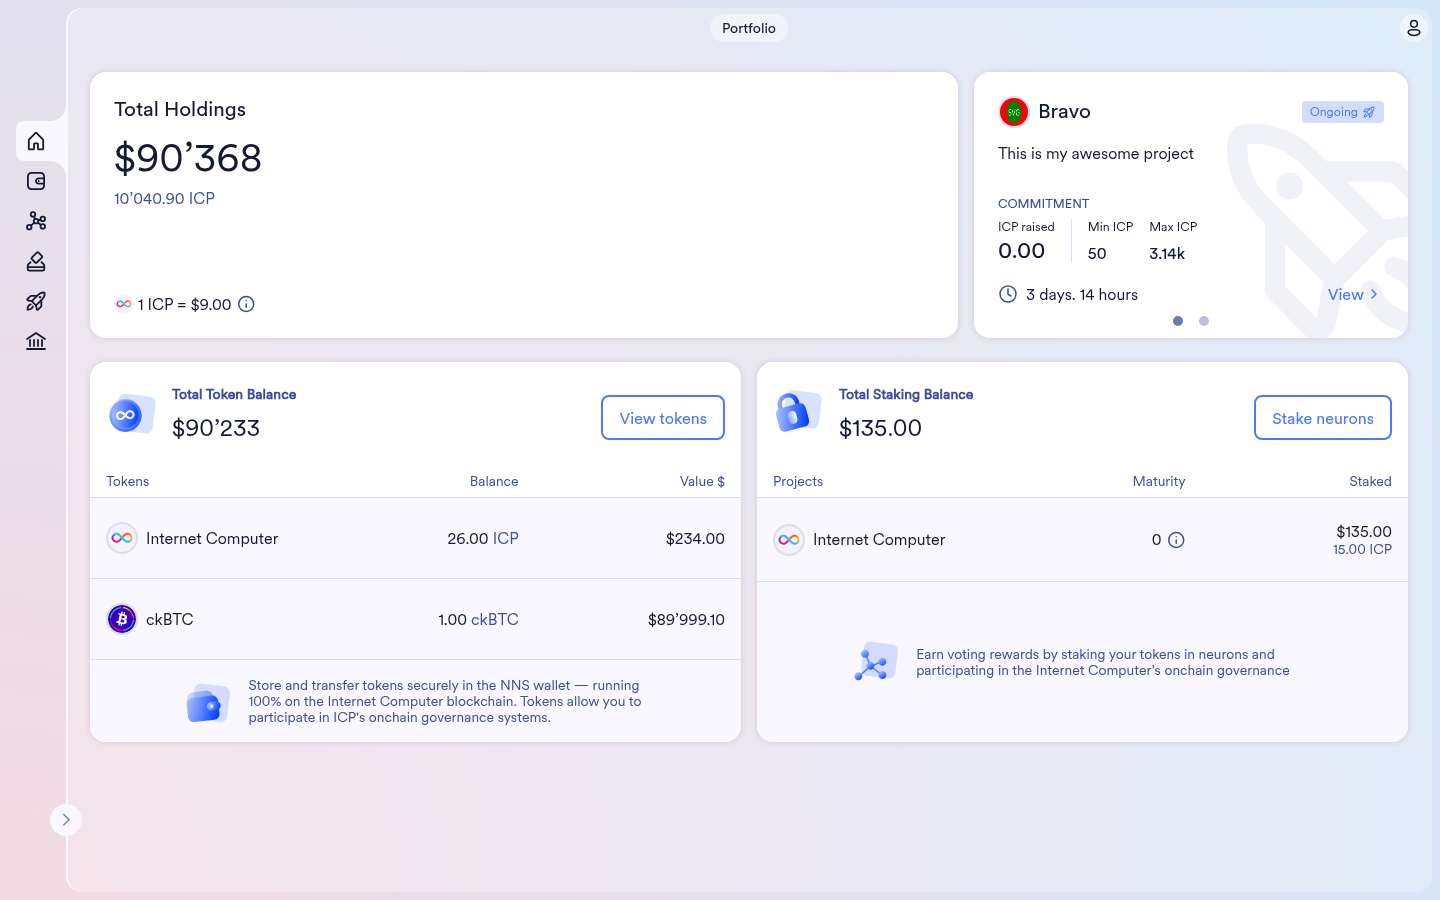 Portfolio
Total Holdings
$90’368
10’040.90 ICP
1 ICP = $9.00
SVG
Bravo
Ongoing
This is my awesome project
COMMITMENT
ICP raised
Min ICP
Max ICP
0.00
50
3.14k
3 days. 14 hours
View
Total Token Balance
$90’233
View tokens
Tokens
Balance
Value $
Internet Computer
26.00 ICP
$234.00
ckBTC
1.00 ckBTC
$89’999.10
Store and transfer tokens securely in the NNS wallet — running
100% on the Internet Computer blockchain. Tokens allow you to
participate in ICP's onchain governance systems.
Total Staking Balance
$135.00
Stake neurons
Projects
Maturity
Staked
Internet Computer
0
$135.00
15.00 ICP
Earn voting rewards by staking your tokens in neurons and
participating in the Internet Computer’s onchain governance